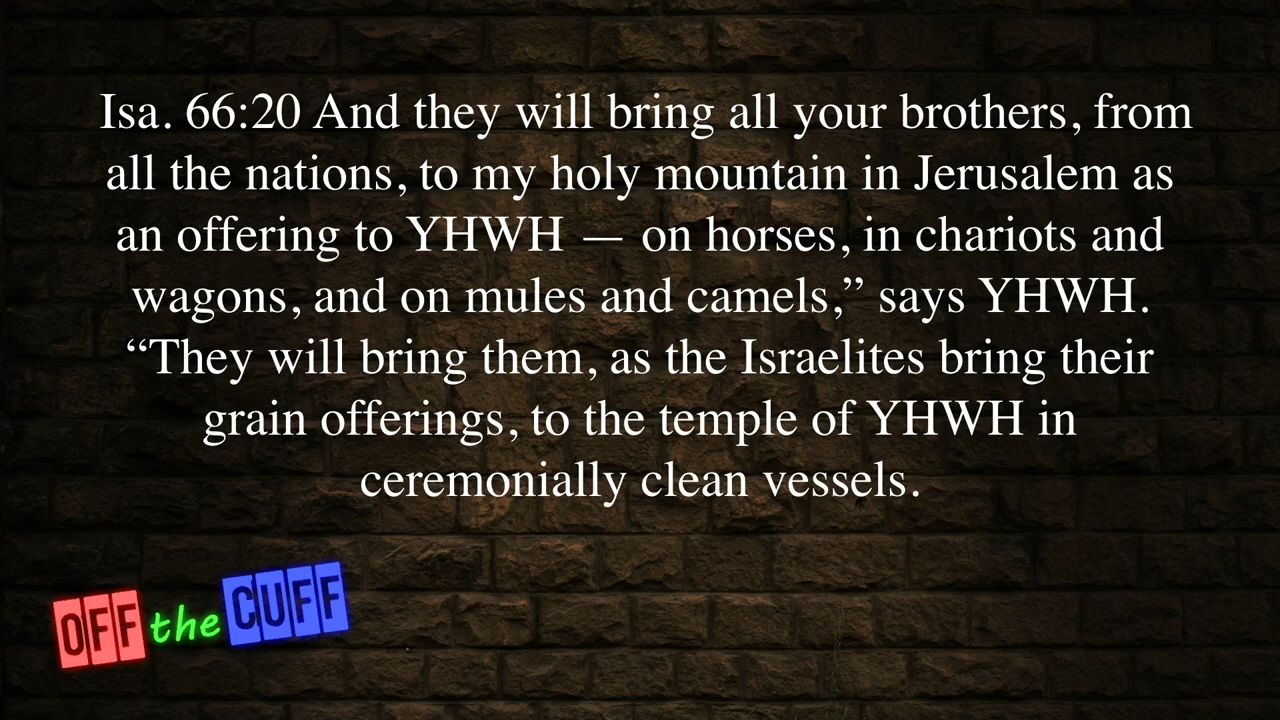 Isa. 66:20 And they will bring all your brothers, from
all the nations, to my holy mountain in Jerusalem as
an offering to YHWH — on horses, in chariots and
wagons, and on mules and camels,” says YHWH.
“They will bring them, as the Israelites bring their
grain offerings, to the temple of YHWH in
ceremonially clean vessels.
OFF the CUFF